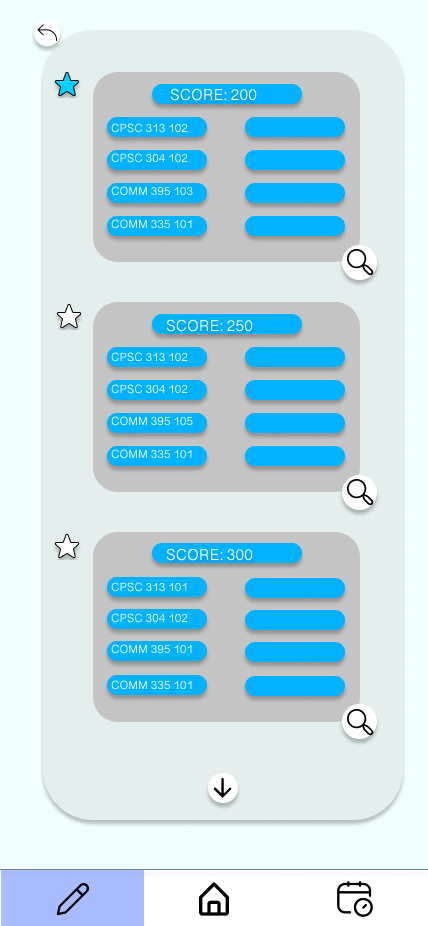 SCORE: 200
CPSC 313 102
CPSC 304 102
COMM 395 103
COMM 335 101
SCORE: 250
CPSC 313 102
CPSC 304 102
COMM 395 105
COMM 335 101
SCORE: 300
CPSC 313 101
CPSC 304 102
COMM 395 101
COMM 335 101